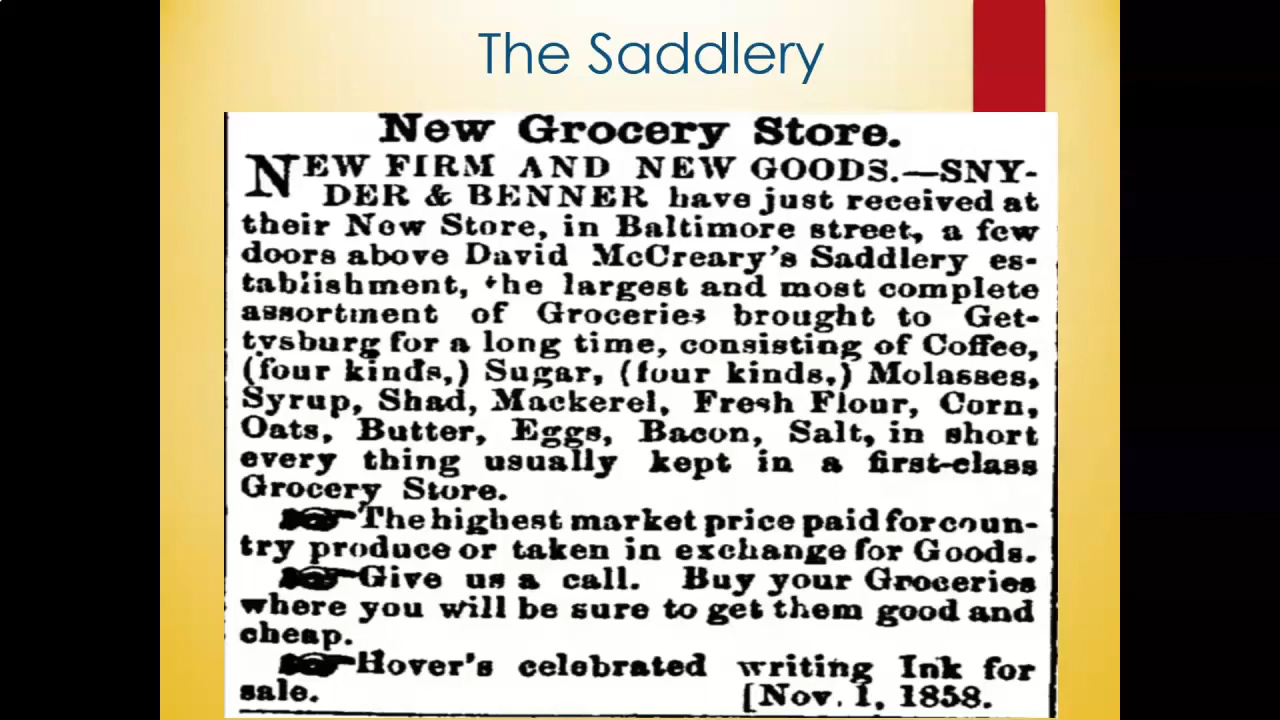 The Saddlery
New Grocery Store.
NEW FIRM AND NEW GOODS.—SNY-
DER & BENNER have just received at
their New Store, in Baltimore street, a few
doors above David McCreary's Saddlery es-
tablishment, the largest and most complete
assortment of Groceries brought to Get-
tysburg for a long time, consisting of Coffee,
(four kinds,) Sugar, (four kinds,) Molasses,
Syrup, Shad, Mackerel, Fresh Flour, Corn,
Oats, Butter, Eggs, Bacon, Salt, in short
every thing usually kept in a first-class
Grocery Store.
☛The highest market price paid for coun-
try produce or taken in exchange for Goods.
☛Give us a call. Buy your Groceries
where you will be sure to get them good and
cheap.
☛Hover's celebrated writing Ink for
sale. [Nov. 1, 1858.